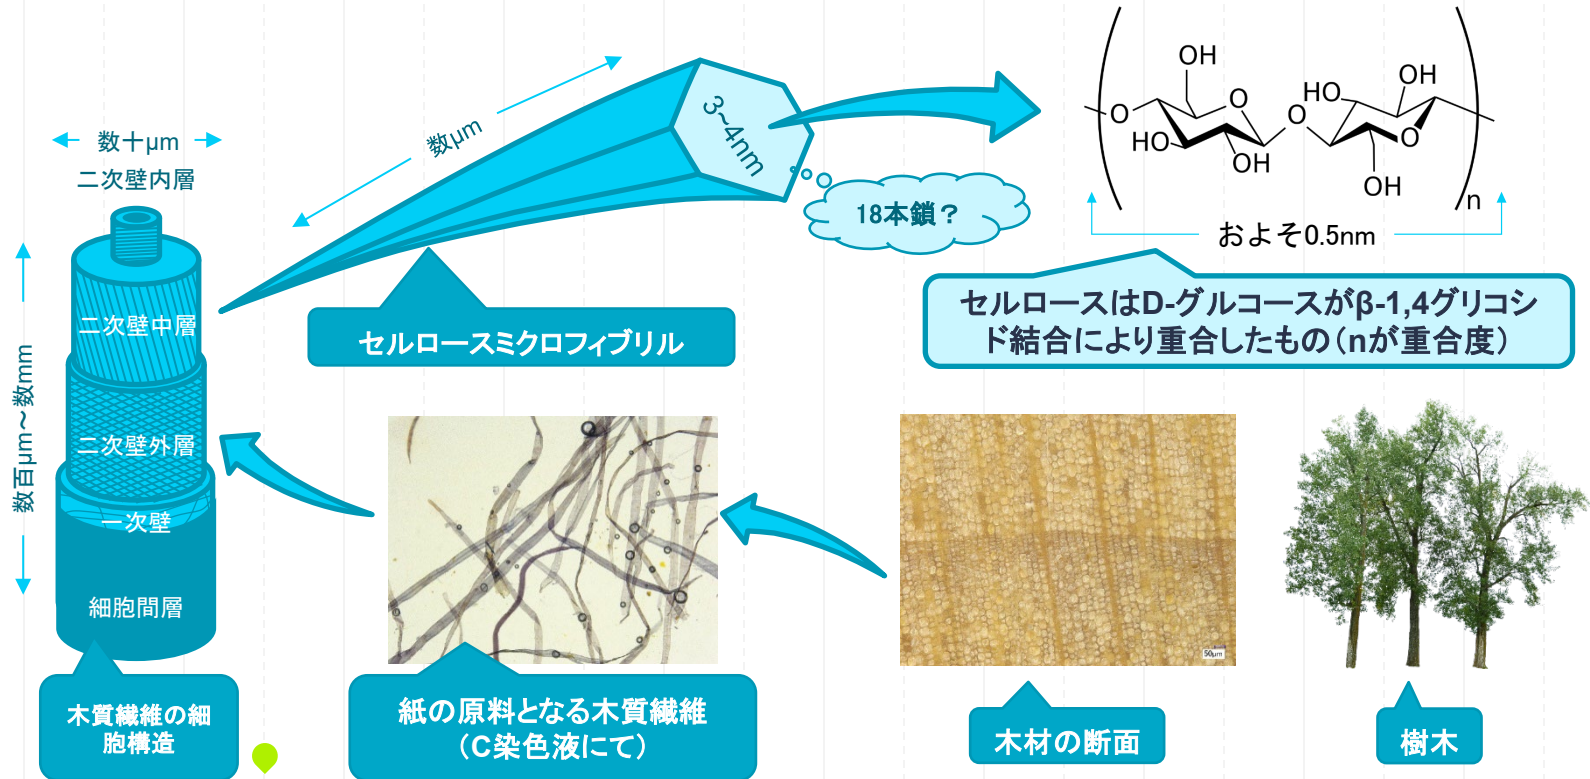 数十μm
二次壁内層
二次壁中層
二次壁外層
一次壁
細胞間層
数百μm～数mm
木質繊維の細
胞構造
数μm
3~4nm
18本鎖？
セルロースミクロフィブリル
OH
O
HO
OH
O
O
HO
OH
O
OH
n
およそ0.5nm
セルロースはD-グルコースがβ-1,4グリコシ
ド結合により重合したもの（nが重合度）
紙の原料となる木質繊維
（C染色液にて）
50μm
木材の断面
樹木